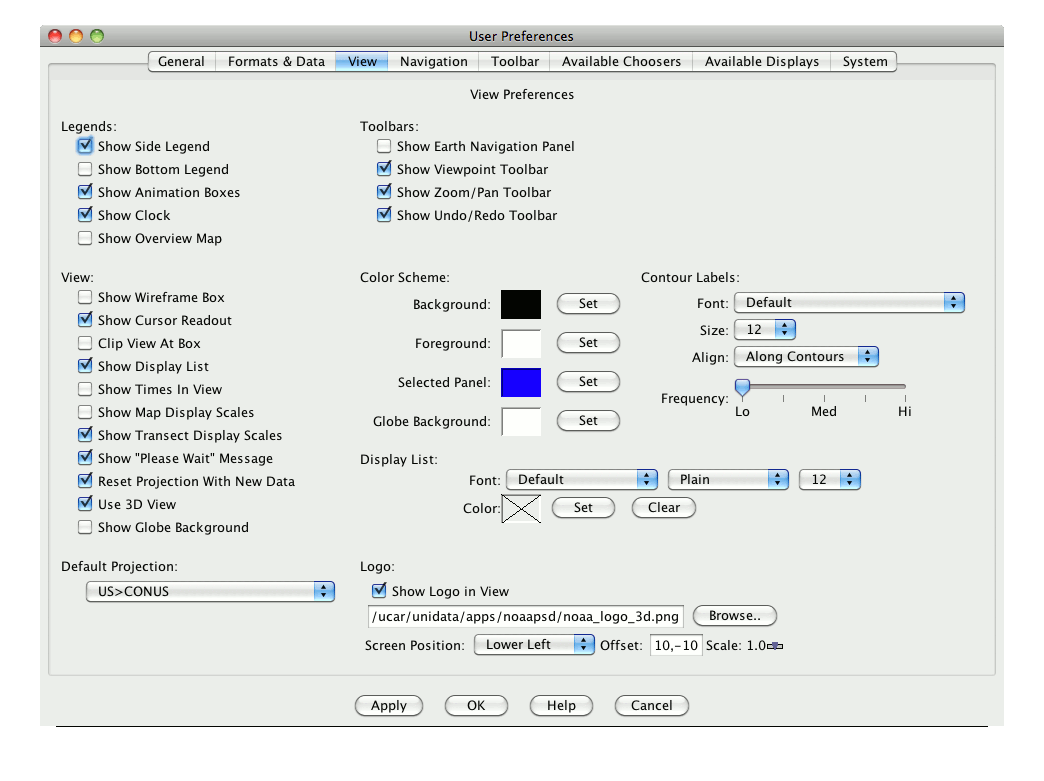 User Preferences
General Formats & Data View Navigation Toolbar Available Choosers Available Displays System
View Preferences
Legends:
Show Side Legend
Show Bottom Legend
Show Animation Boxes
Show Clock
Show Overview Map
Toolbars:
Show Earth Navigation Panel
Show Viewpoint Toolbar
Show Zoom/Pan Toolbar
Show Undo/Redo Toolbar
View:
Show Wireframe Box
Show Cursor Readout
Clip View At Box
Show Display List
Show Times In View
Show Map Display Scales
Show Transect Display Scales
Show "Please Wait" Message
Reset Projection With New Data
Use 3D View
Show Globe Background
Color Scheme:
Background: Set
Foreground: Set
Selected Panel: Set
Globe Background: Set
Contour Labels:
Font: Default
Size: 12
Align: Along Contours
Frequency:
Lo Med Hi
Display List:
Font: Default Plain 12
Color: Set Clear
Default Projection:
US>CONUS
Logo:
Show Logo in View
/ucar/unidata/apps/noaapsd/noaa_logo_3d.png Browse..
Screen Position: Lower Left Offset: 10,-10 Scale: 1.0
Apply OK Help Cancel